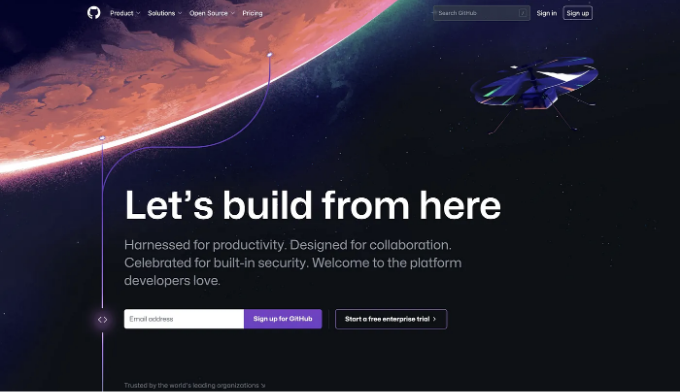 Product Solutions Open Source Pricing Search GitHub / Sign in Sign up
Let's build from here
Harnessed for productivity. Designed for collaboration.
Celebrated for built-in security. Welcome to the platform
developers love.
Email address Sign up for GitHub Start a free enterprise trial >
Trusted by the world's leading organizations ↘